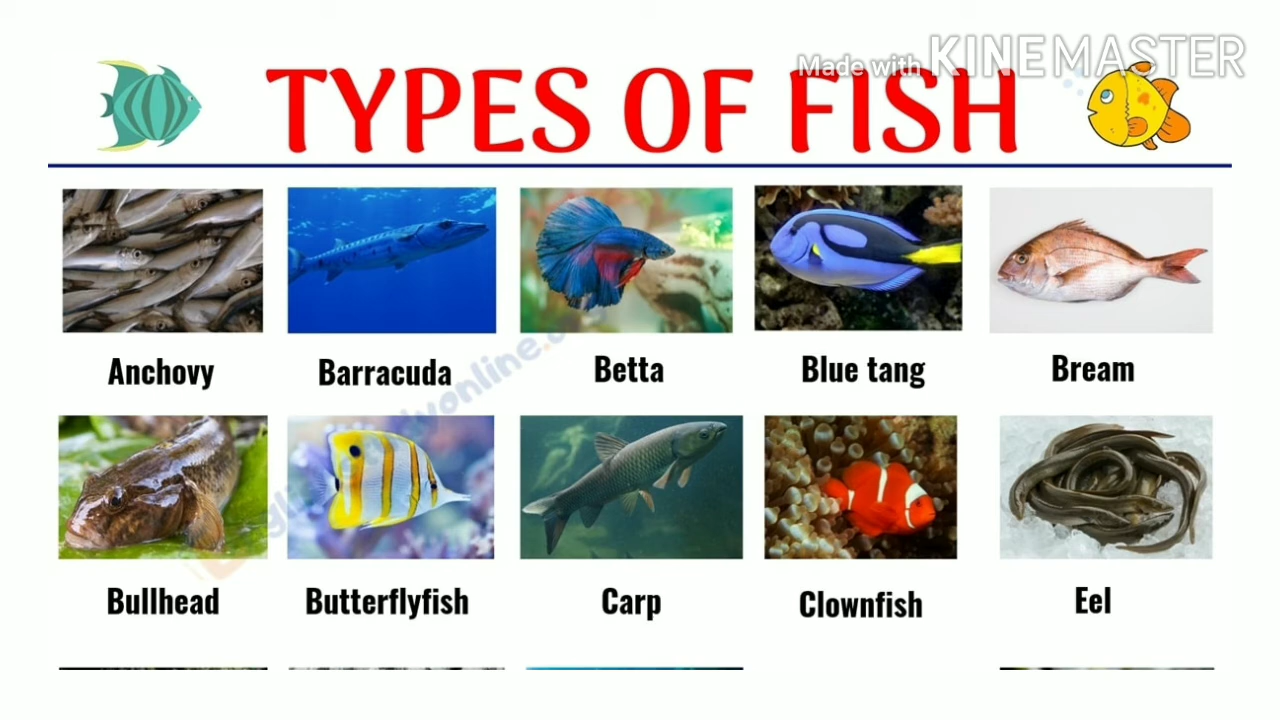 Made with KINEMASTER
TYPES OF FISH
Anchovy
Barracuda
Betta
Blue tang
Bream
Bullhead
Butterflyfish
Carp
Clownfish
Eel